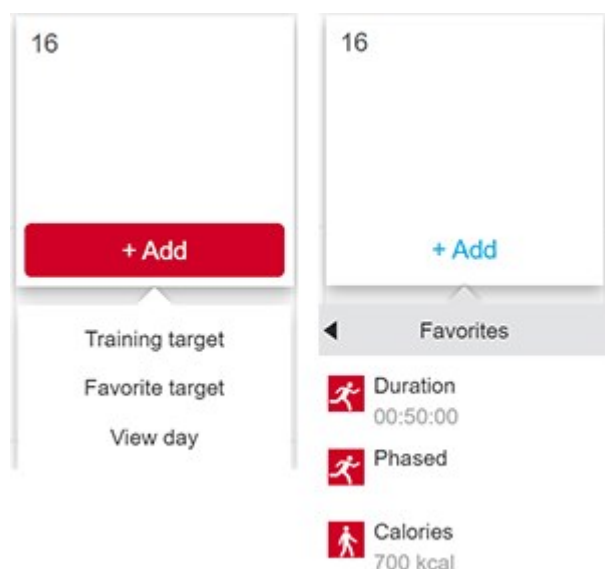 16
+ Add
Training target
Favorite target
View day
16
+ Add
Favorites
Duration
00:50:00
Phased
Calories
700 kcal